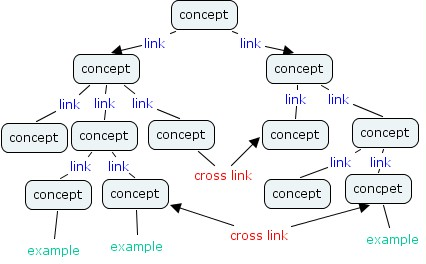 concept
link link
concept concept
link link link link link
concept concept concept concept concept
link link cross link link link
concept concept concept concpet
example example cross link example